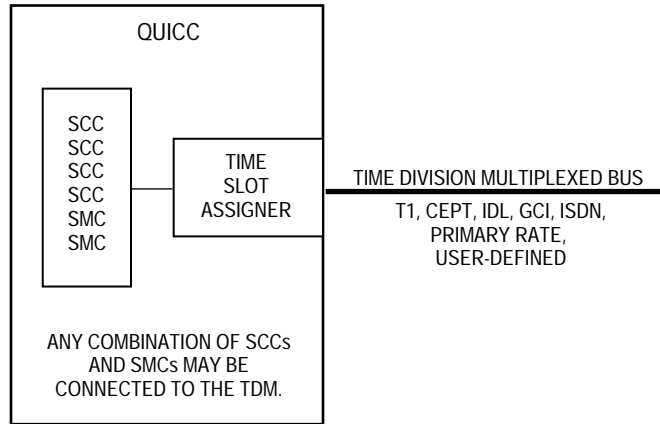 QUICC
SCC
SCC
SCC
SCC
SMC
SMC
TIME
SLOT
ASSIGNER
TIME DIVISION MULTIPLEXED BUS
T1, CEPT, IDL, GCI, ISDN,
PRIMARY RATE,
USER-DEFINED
ANY COMBINATION OF SCCs
AND SMCs MAY BE
CONNECTED TO THE TDM.